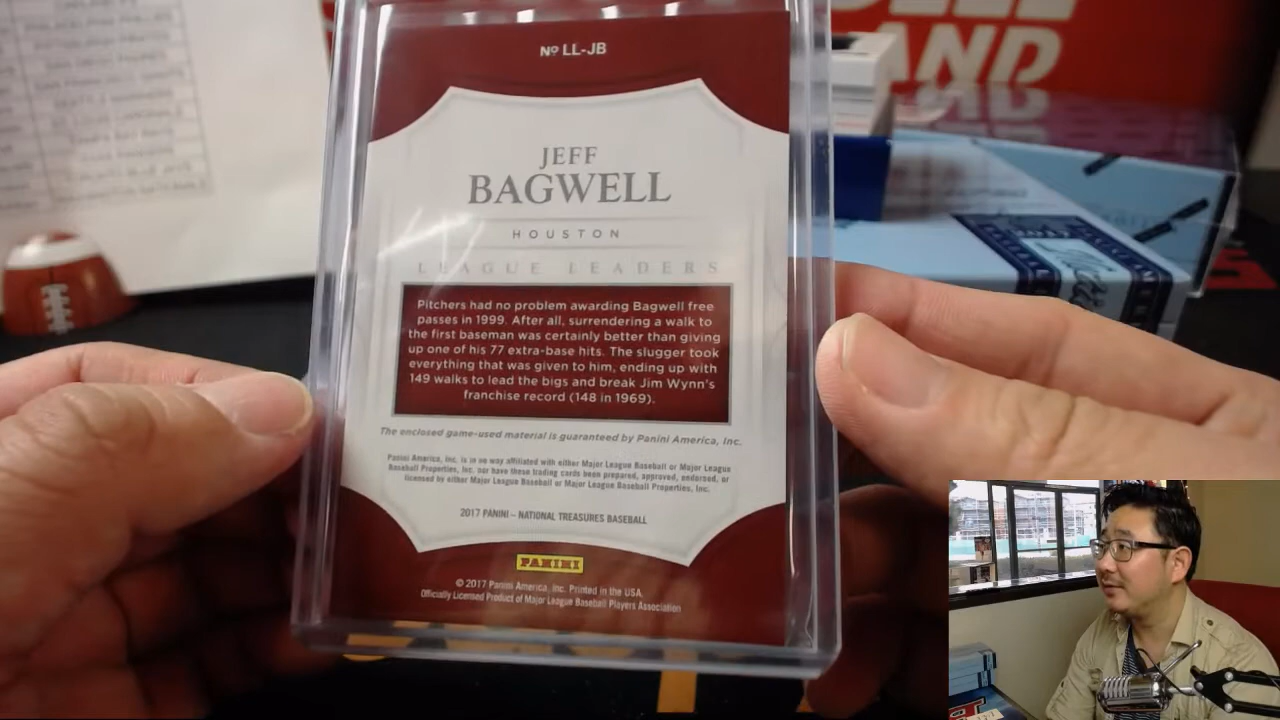 LAND
№ LL-JB
JEFF
BAGWELL
HOUSTON
LEAGUE LEADERS
Pitchers had no problem awarding Bagwell free
passes in 1999. After all, surrendering a walk to
the first baseman was certainly better than giving
up one of his 77 extra-base hits. The slugger took
everything that was given to him, ending up with
149 walks to lead the bigs and break Jim Wynn's
franchise record (148 in 1969).
The enclosed game-used material is guaranteed by Panini America, Inc.
Panini America, Inc. is in no way affiliated with either Major League Baseball or Major League
Baseball Properties, Inc. nor have these trading cards been prepared, approved, endorsed, or
licensed by either Major League Baseball or Major League Baseball Properties, Inc.
2017 PANINI – NATIONAL TREASURES BASEBALL
PANINI
© 2017 Panini America, Inc. Printed in the USA.
Officially Licensed Product of Major League Baseball Players Association